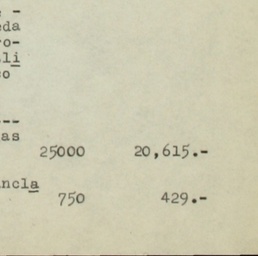 -
eda
ro-
li
o
---
as
25000 20,615.-
ncla
750 429.-